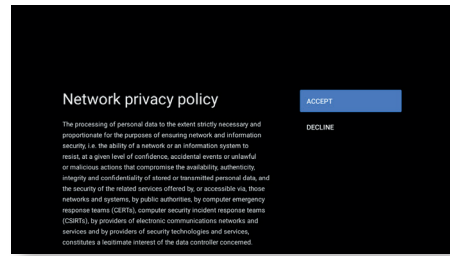 Network privacy policy
ACCEPT
DECLINE
The processing of personal data to the extent strictly necessary and
proportionate for the purposes of ensuring network and information
security, i.e. the ability of a network or an information system to
resist, at a given level of confidence, accidental events or unlawful
or malicious actions that compromise the availability, authenticity,
integrity and confidentiality of stored or transmitted personal data, and
the security of the related services offered by, or accessible via, those
networks and systems, by public authorities, by computer emergency
response teams (CERTs), computer security incident response teams
(CSIRTs), by providers of electronic communications networks and
services and by providers of security technologies and services,
constitutes a legitimate interest of the data controller concerned.